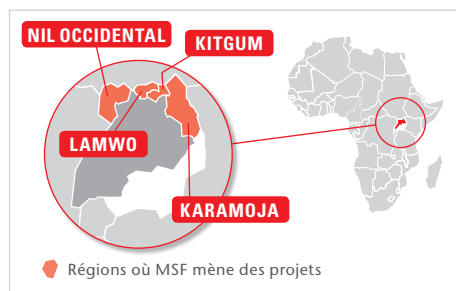 NIL OCCIDENTAL
KITGUM
LAMWO
KARAMOJA
Régions où MSF mène des projets